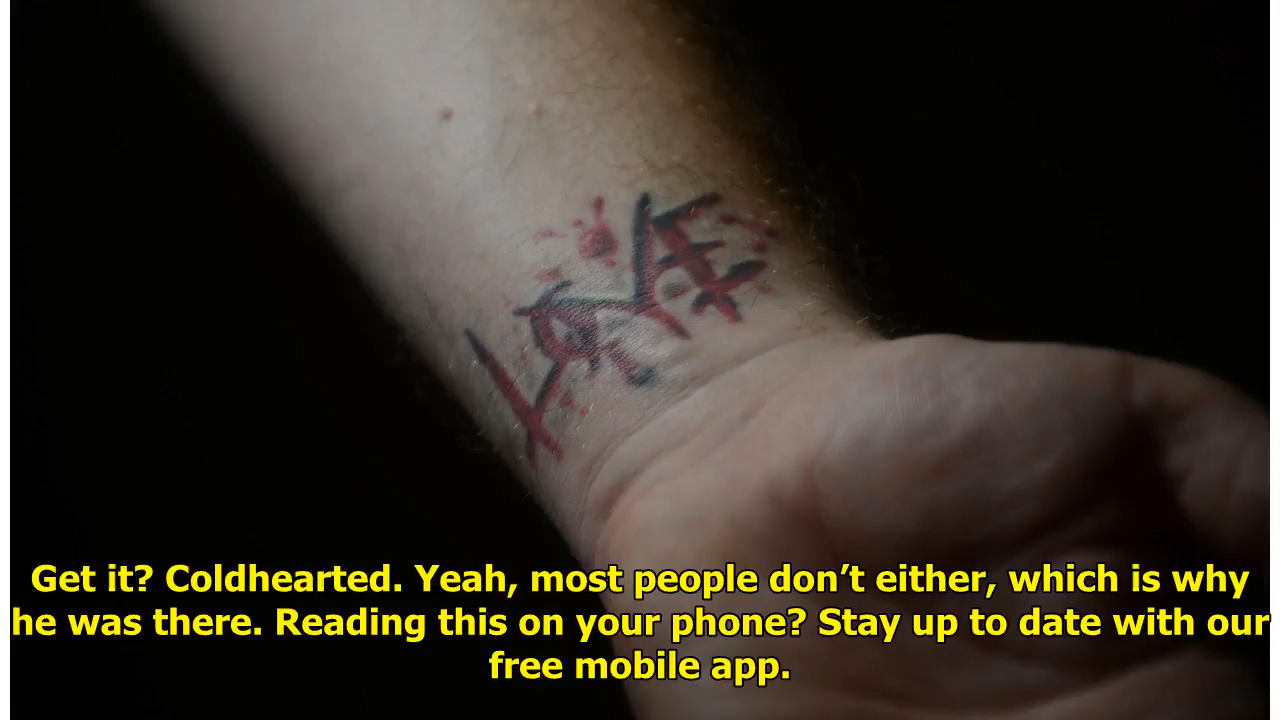 LOVE
Get it? Coldhearted. Yeah, most people don’t either, which is why
he was there. Reading this on your phone? Stay up to date with our
free mobile app.